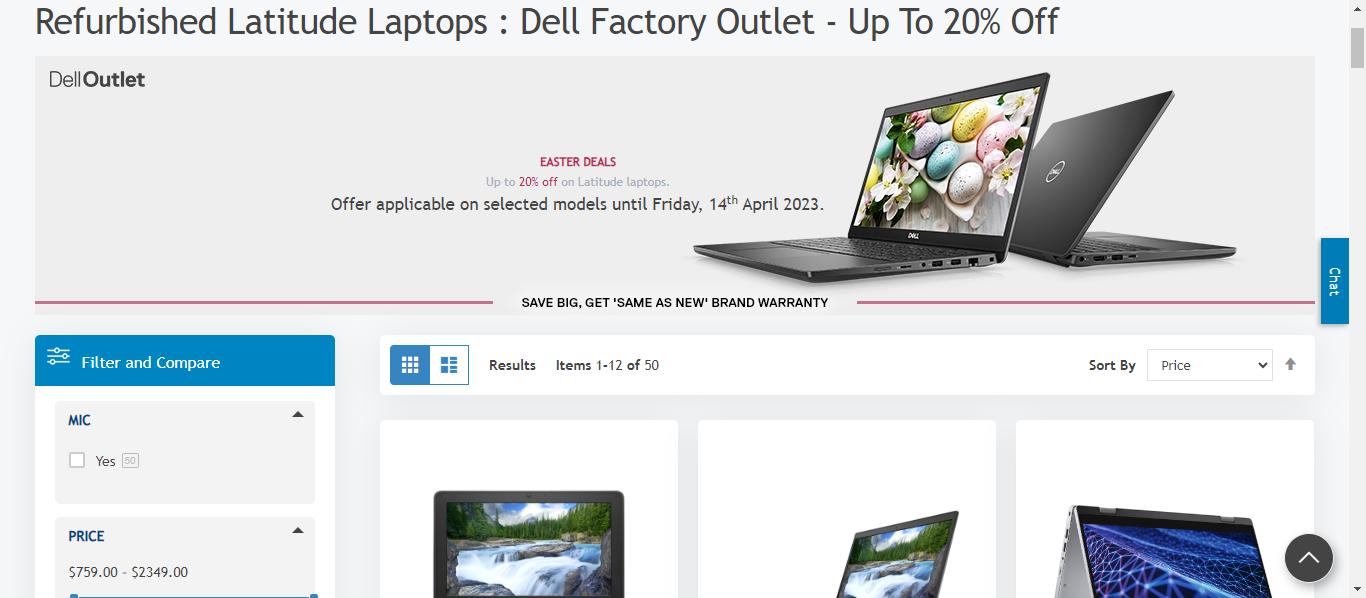 Refurbished Latitude Laptops : Dell Factory Outlet - Up To 20% Off
DellOutlet
EASTER DEALS
Up to 20% off on Latitude laptops.
Offer applicable on selected models until Friday, 14th April 2023.
DELL
DELL
SAVE BIG, GET 'SAME AS NEW' BRAND WARRANTY
Chat
Filter and Compare
MIC
Yes 50
PRICE
$759.00 - $2349.00
Results Items 1-12 of 50
Sort By Price